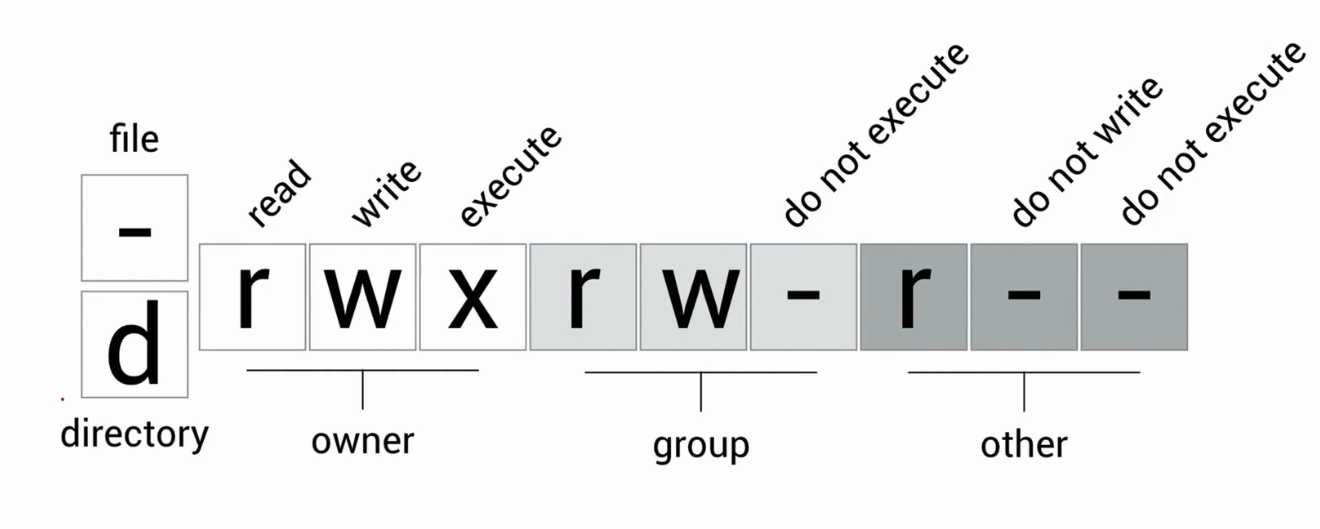 file
-
d
directory
read write execute do not execute do not write do not execute
r w x r w - r - -
owner group other